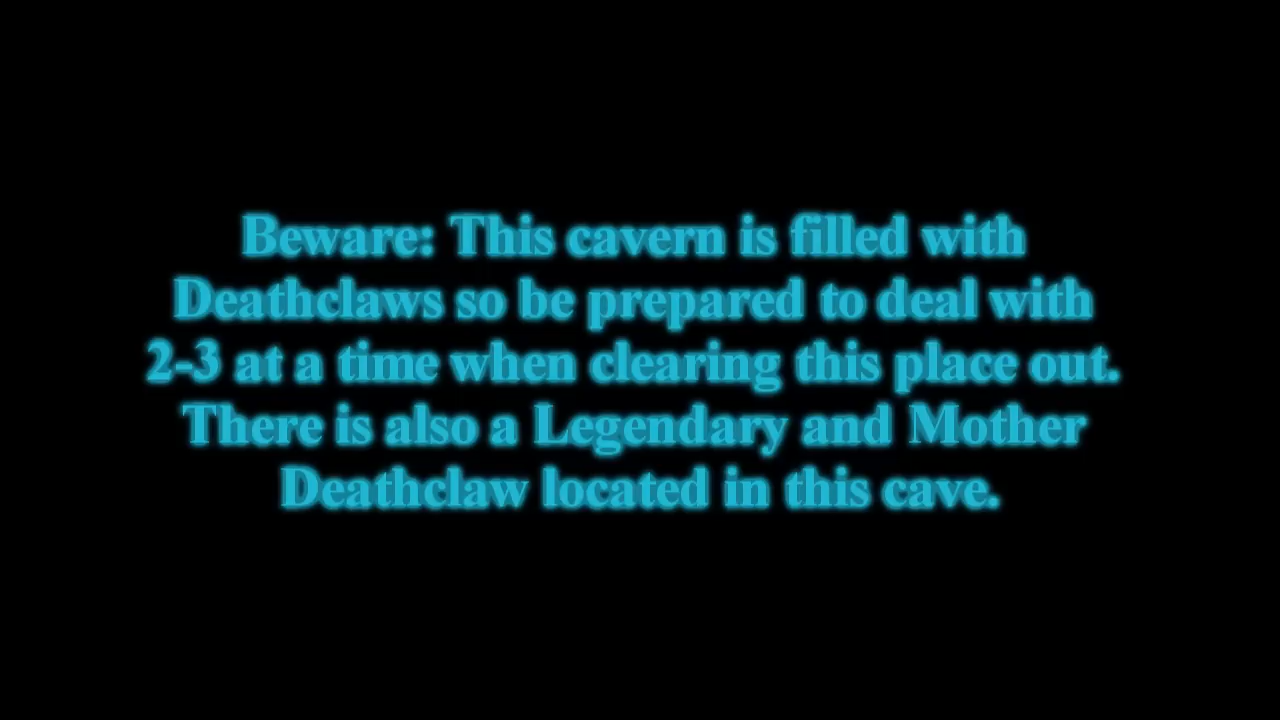 Beware: This cavern is filled with
Deathclaws so be prepared to deal with
2-3 at a time when clearing this place out.
There is also a Legendary and Mother
Deathclaw located in this cave.